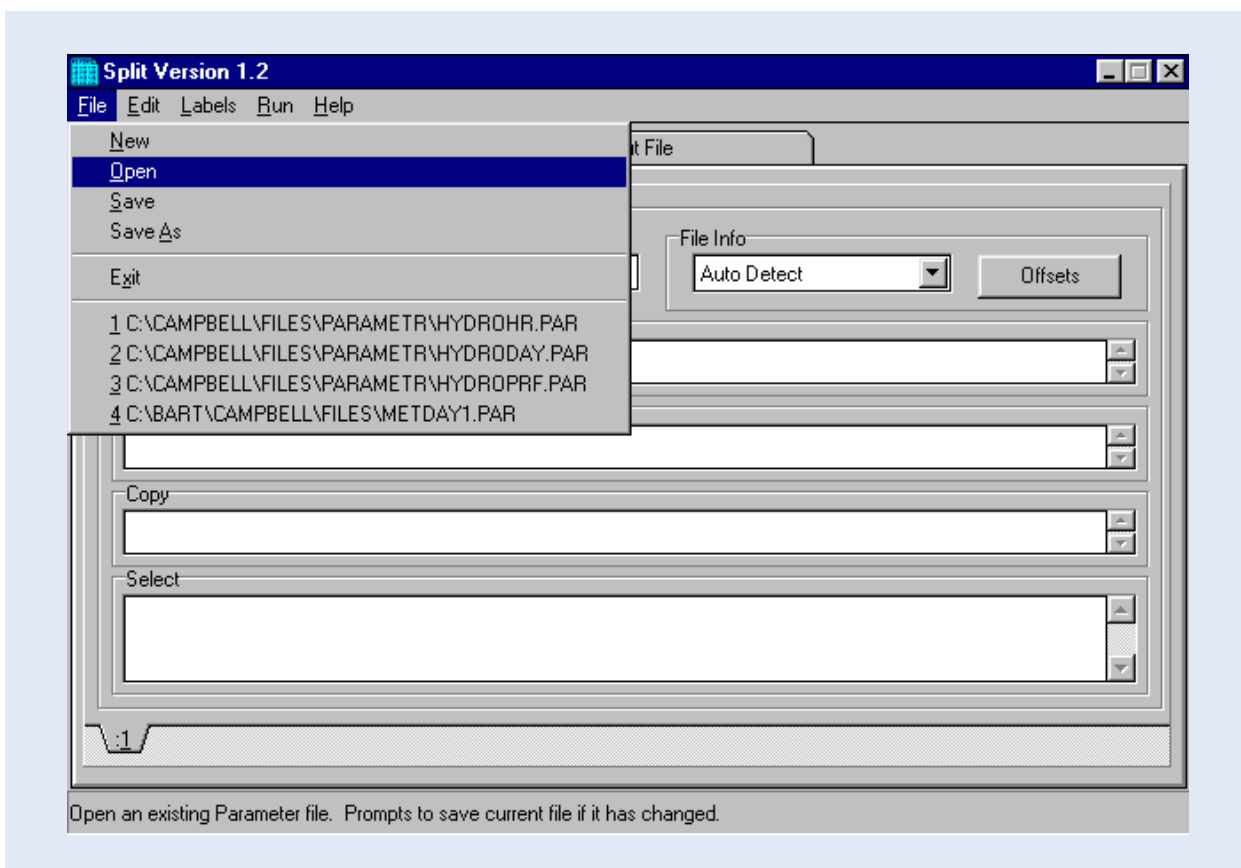 Split Version 1.2
File Edit Labels Run Help
New
Open
Save
Save As
Exit
1 C:\CAMPBELL\FILES\PARAMETR\HYDROHR.PAR
2 C:\CAMPBELL\FILES\PARAMETR\HYDRODAY.PAR
3 C:\CAMPBELL\FILES\PARAMETR\HYDROPRF.PAR
4 C:\BART\CAMPBELL\FILES\METDAY1.PAR
File
File Info
Auto Detect
Offsets
Copy
Select
:1
Open an existing Parameter file. Prompts to save current file if it has changed.